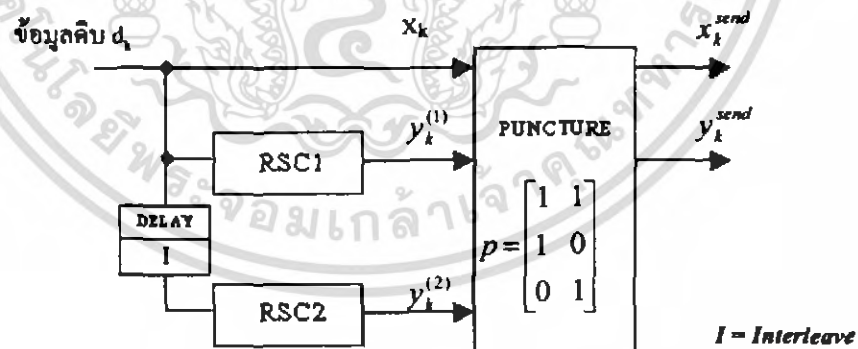 ข้อมูลดิบ d_k
x_k
x_k^{send}
y_k^{(1)}
PUNCTURE
y_k^{send}
RSC1
DELAY
I
p = [1 1; 1 0; 0 1]
RSC2
y_k^{(2)}
I = Interleave